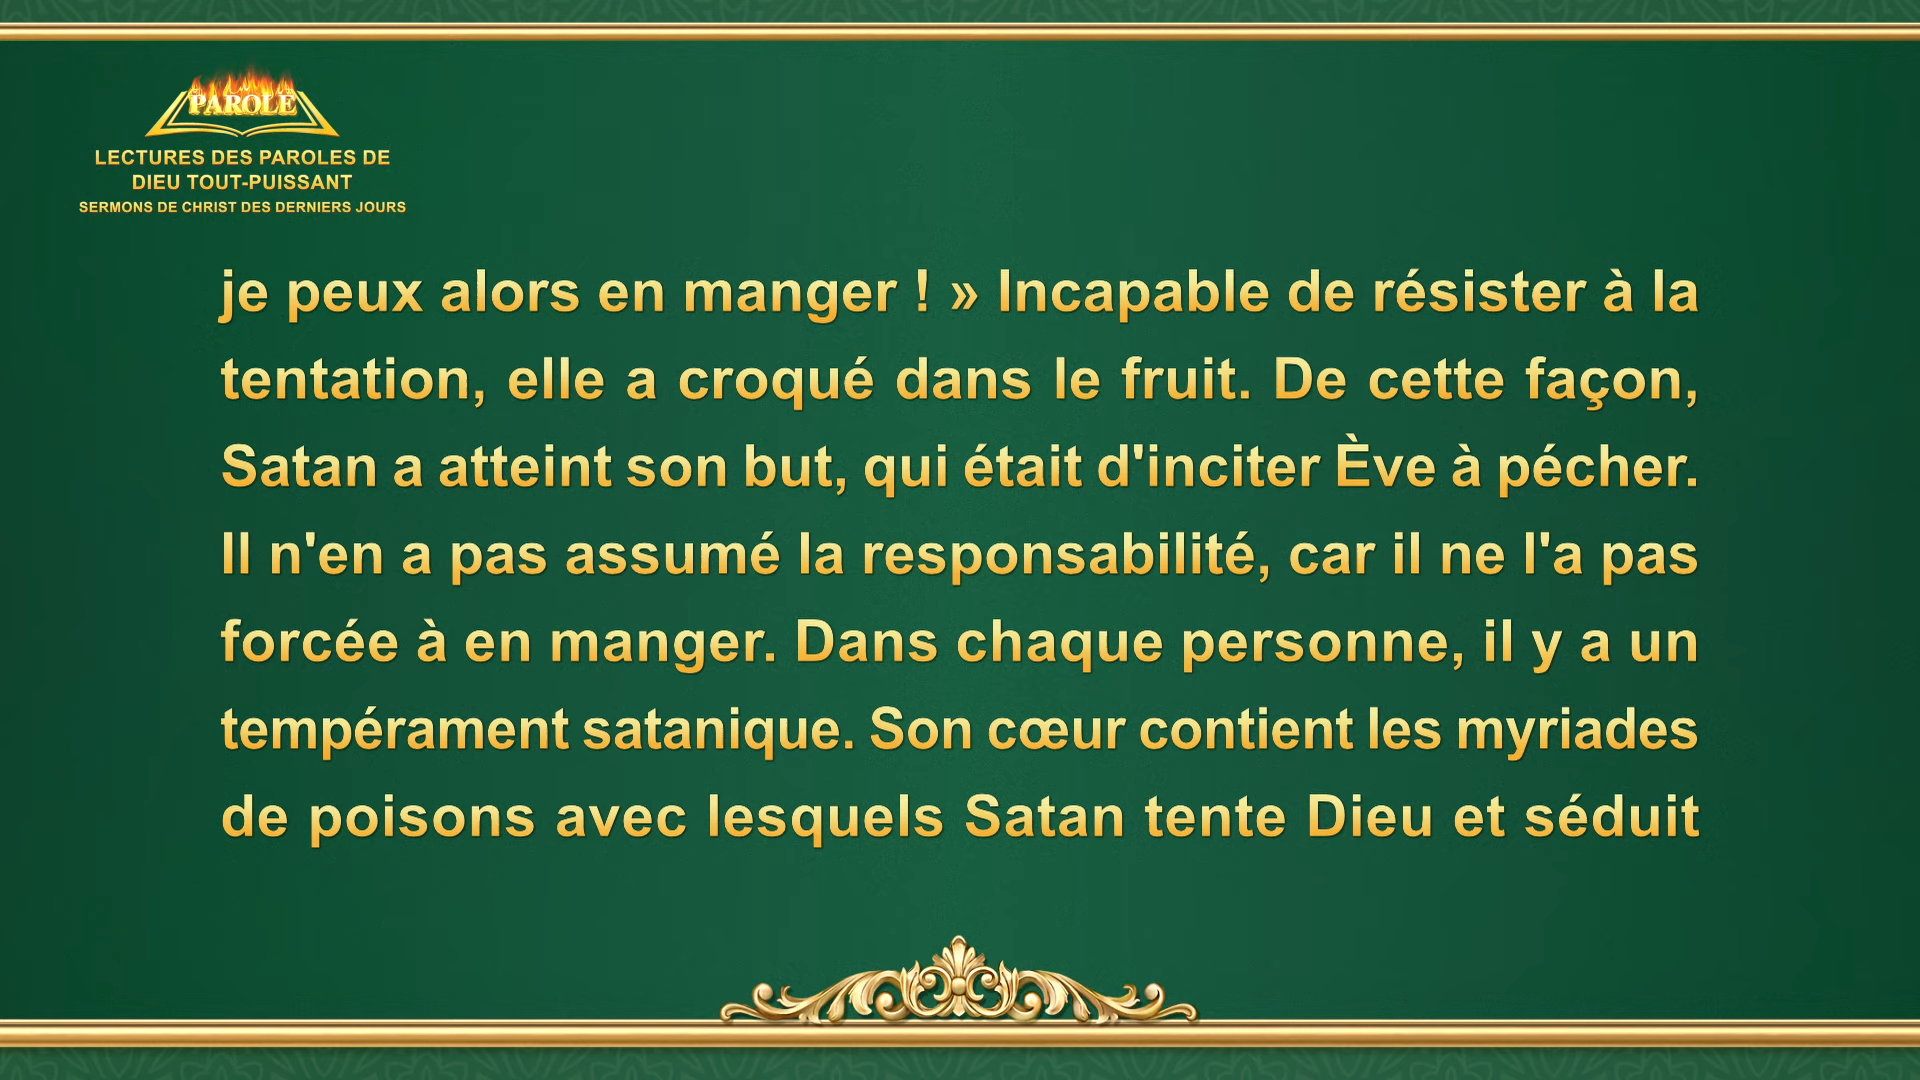 PAROLE
LECTURES DES PAROLES DE
DIEU TOUT-PUISSANT
SERMONS DE CHRIST DES DERNIERS JOURS
je peux alors en manger ! » Incapable de résister à la
tentation, elle a croqué dans le fruit. De cette façon,
Satan a atteint son but, qui était d'inciter Ève à pécher.
Il n'en a pas assumé la responsabilité, car il ne l'a pas
forcée à en manger. Dans chaque personne, il y a un
tempérament satanique. Son cœur contient les myriades
de poisons avec lesquels Satan tente Dieu et séduit